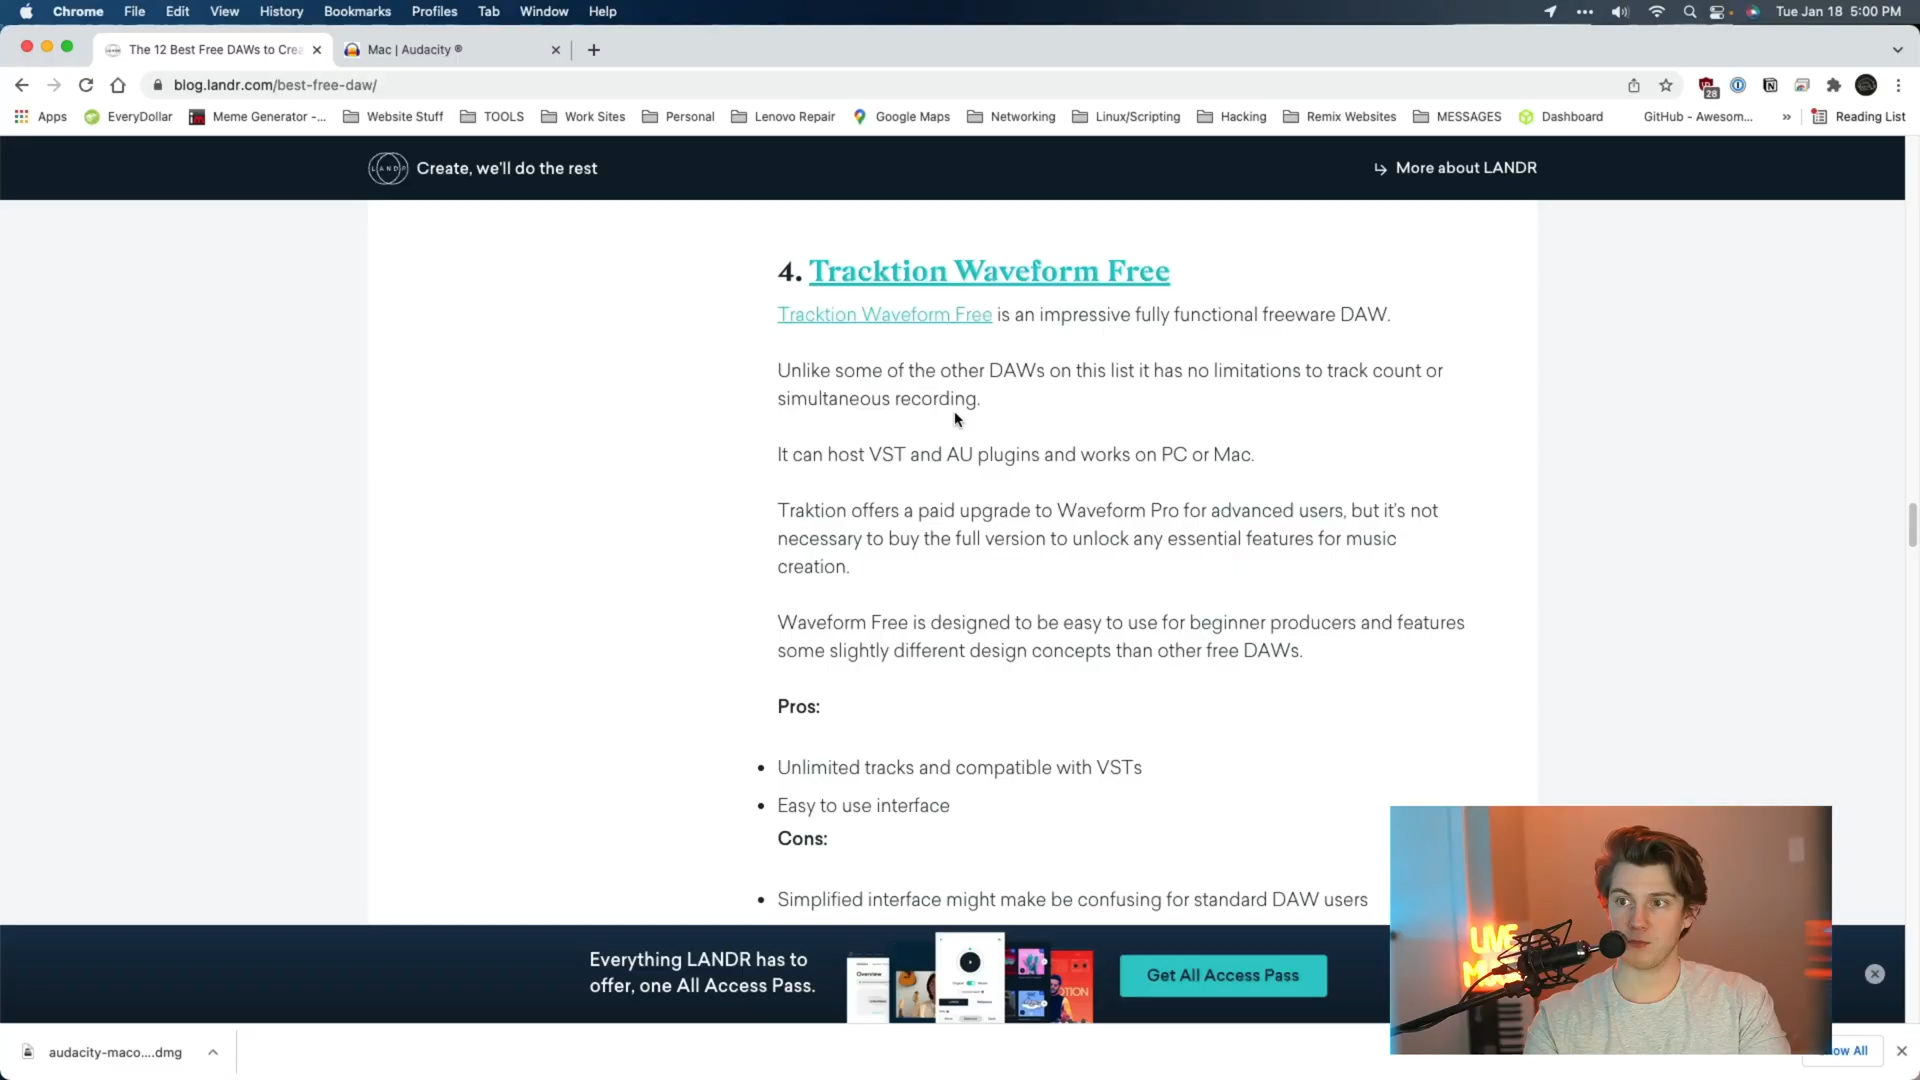 Chrome File Edit View History Bookmarks Profiles Tab Window Help
Tue Jan 18 5:00 PM
The 12 Best Free DAWs to Crea
Mac | Audacity ®
blog.landr.com/best-free-daw/
28
Apps EveryDollar Meme Generator -... Website Stuff TOOLS Work Sites Personal Lenovo Repair Google Maps Networking Linux/Scripting Hacking Remix Websites MESSAGES Dashboard GitHub - Awesom... » Reading List
LANDR
Create, we'll do the rest
More about LANDR
4. Tracktion Waveform Free
Tracktion Waveform Free is an impressive fully functional freeware DAW.
Unlike some of the other DAWs on this list it has no limitations to track count or
simultaneous recording.
It can host VST and AU plugins and works on PC or Mac.
Traktion offers a paid upgrade to Waveform Pro for advanced users, but it's not
necessary to buy the full version to unlock any essential features for music
creation.
Waveform Free is designed to be easy to use for beginner producers and features
some slightly different design concepts than other free DAWs.
Pros:
• Unlimited tracks and compatible with VSTs
• Easy to use interface
Cons:
• Simplified interface might make be confusing for standard DAW users
Everything LANDR has to
offer, one All Access Pass.
Overview
Get All Access Pass
LIVE
audacity-maco....dmg
ow All